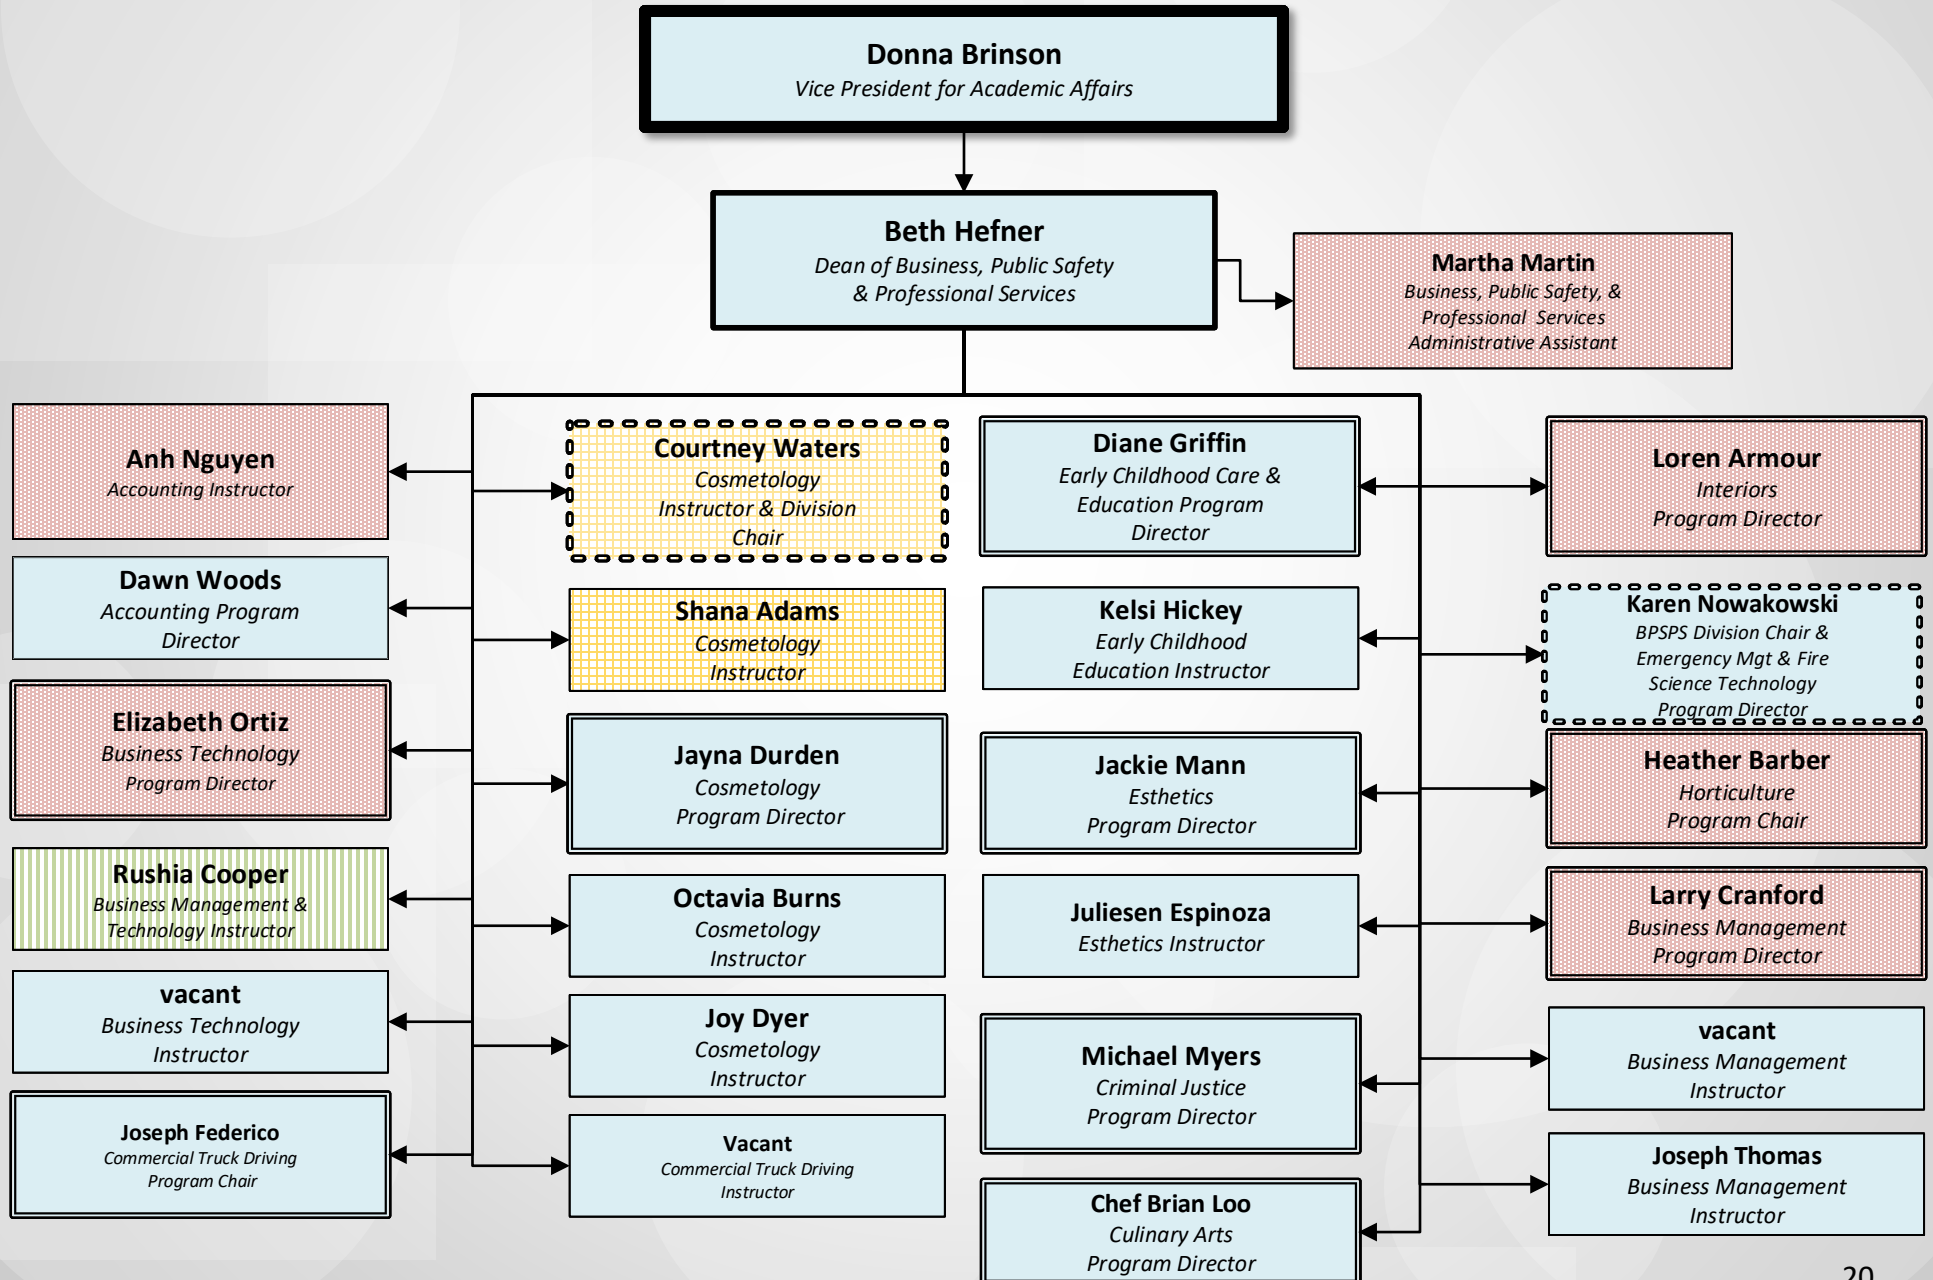 Donna Brinson
Vice President for Academic Affairs
Beth Hefner
Dean of Business, Public Safety
& Professional Services
Martha Martin
Business, Public Safety, &
Professional Services
Administrative Assistant
Anh Nguyen
Accounting Instructor
Dawn Woods
Accounting Program
Director
Elizabeth Ortiz
Business Technology
Program Director
Rushia Cooper
Business Management &
Technology Instructor
vacant
Business Technology
Instructor
Joseph Federico
Commercial Truck Driving
Program Chair
Courtney Waters
Cosmetology
Instructor & Division
Chair
Shana Adams
Cosmetology
Instructor
Jayna Durden
Cosmetology
Program Director
Octavia Burns
Cosmetology
Instructor
Joy Dyer
Cosmetology
Instructor
Vacant
Commercial Truck Driving
Instructor
Diane Griffin
Early Childhood Care &
Education Program
Director
Kelsi Hickey
Early Childhood
Education Instructor
Jackie Mann
Esthetics
Program Director
Juliesen Espinoza
Esthetics Instructor
Michael Myers
Criminal Justice
Program Director
Chef Brian Loo
Culinary Arts
Program Director
Loren Armour
Interiors
Program Director
Karen Nowakowski
BPSPS Division Chair &
Emergency Mgt & Fire
Science Technology
Program Director
Heather Barber
Horticulture
Program Chair
Larry Cranford
Business Management
Program Director
vacant
Business Management
Instructor
Joseph Thomas
Business Management
Instructor
20